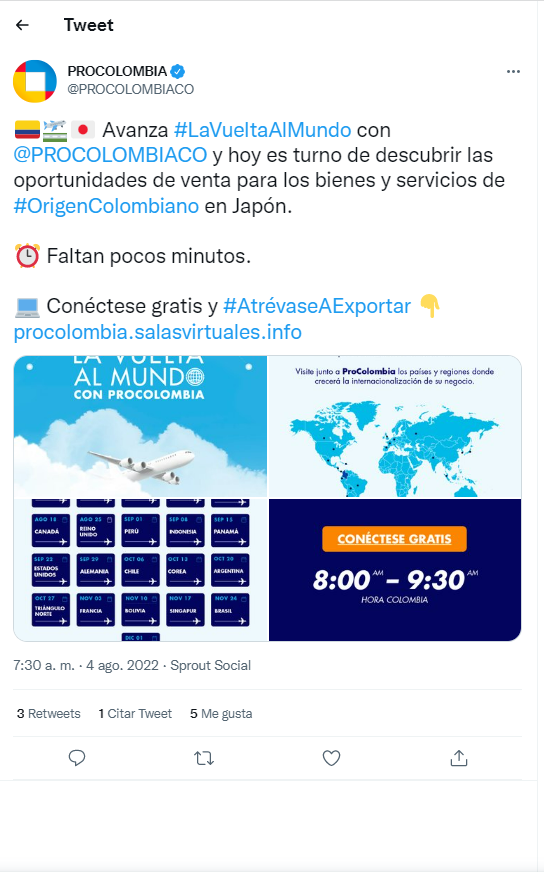 Tweet
PROCOLOMBIA
@PROCOLOMBIACO
Avanza #LaVueltaAlMundo con
@PROCOLOMBIACO y hoy es turno de descubrir las
oportunidades de venta para los bienes y servicios de
#OrigenColombiano en Japón.
Faltan pocos minutos.
Conéctese gratis y #AtrévaseAExportar
procolombia.salasvirtuales.info
LA VUELTA
AL MUNDO
CON PROCOLOMBIA
Visite junto a ProColombia los países y regiones donde
crecerá la internacionalización de su negocio.
AGO 18 AGO 25 SEP 01 SEP 08 SEP 15
CANADÁ REINO UNIDO PERÚ INDONESIA PANAMÁ
SEP 22 SEP 29 OCT 06 OCT 13 OCT 20
ESTADOS UNIDOS ALEMANIA CHILE COREA ARGENTINA
OCT 27 NOV 03 NOV 10 NOV 17 NOV 24
TRIÁNGULO NORTE FRANCIA BOLIVIA SINGAPUR BRASIL
DIC 01
CONÉCTESE GRATIS
8:00 AM – 9:30 AM
HORA COLOMBIA
7:30 a. m. · 4 ago. 2022 · Sprout Social
3 Retweets 1 Citar Tweet 5 Me gusta